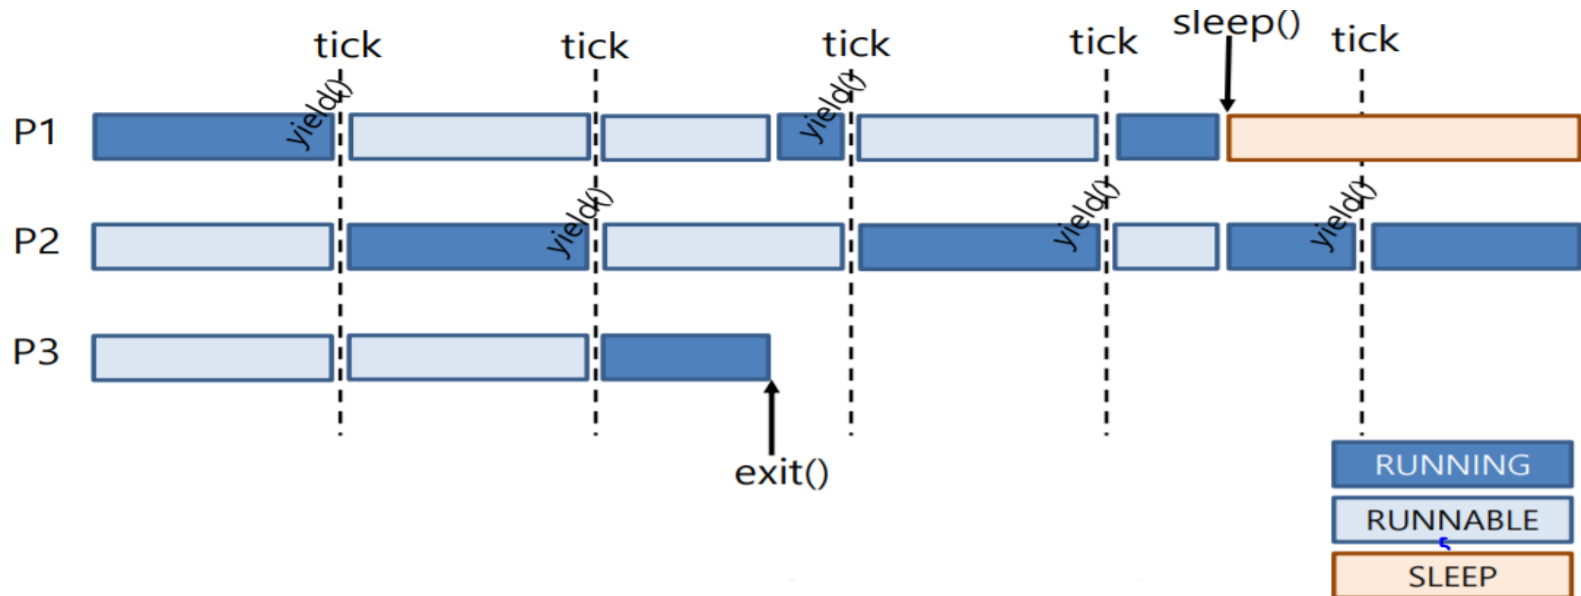 tick tick tick tick sleep() tick
P1 yield() yield()
P2 yield() yield() yield()
P3
exit()
RUNNING
RUNNABLE
SLEEP